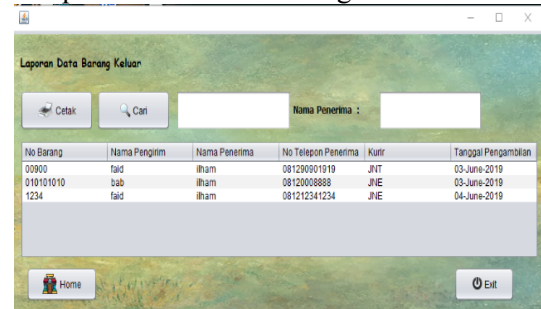 Laporan Data Barang Keluar
Cetak Cari Nama Penerima :
No Barang Nama Pengirim Nama Penerima No Telepon Penerima Kurir Tanggal Pengambilan
00900 faid ilham 081290901919 JNT 03-June-2019
010101010 bab ilham 08120008888 JNE 03-June-2019
1234 faid ilham 081212341234 JNE 04-June-2019
Home Exit